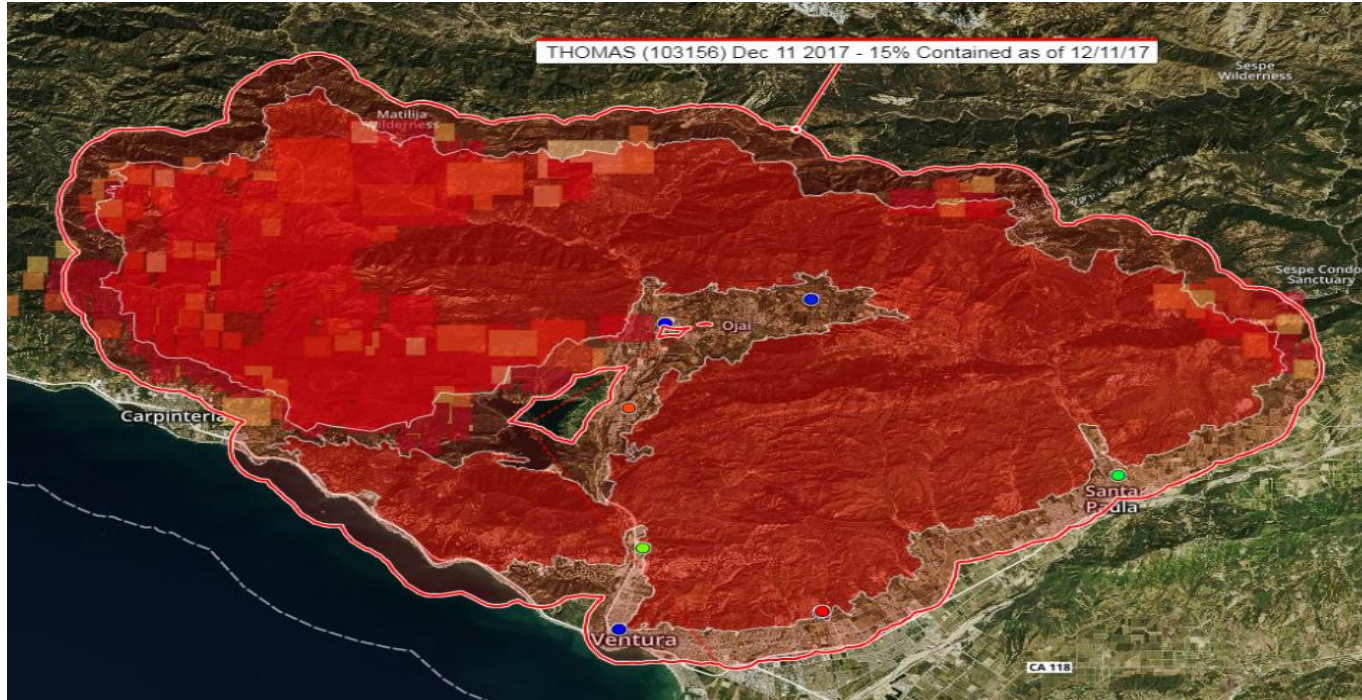 THOMAS (103156) Dec 11 2017 - 15% Contained as of 12/11/17
Sespe
Wilderness
Matilija
Wilderness
Sespe Condo
Sanctuary
Ojai
Carpinteria
Santa
Paula
Ventura
CA 118